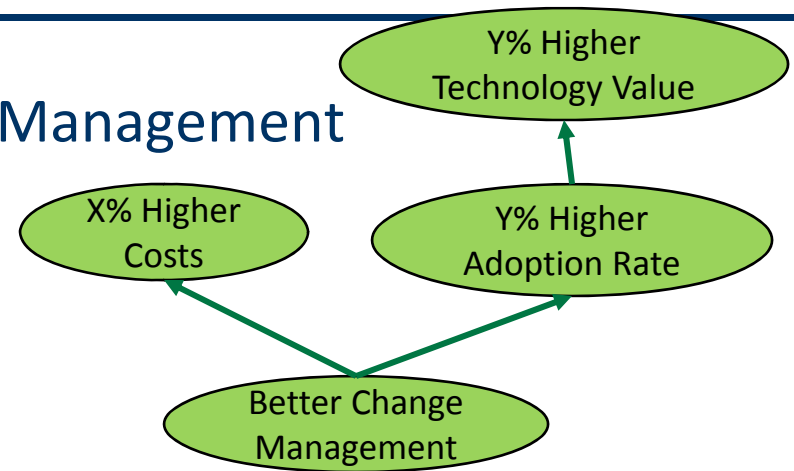 Management
Y% Higher
Technology Value
X% Higher
Costs
Y% Higher
Adoption Rate
Better Change
Management